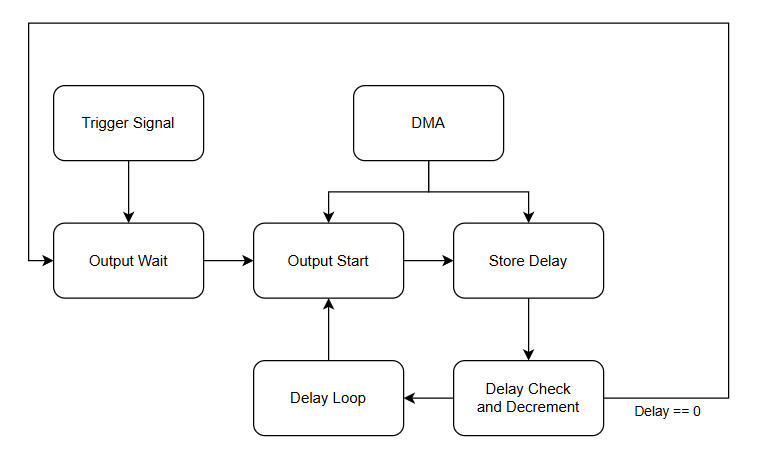 Trigger Signal
DMA
Output Wait
Output Start
Store Delay
Delay Loop
Delay Check
and Decrement
Delay == 0